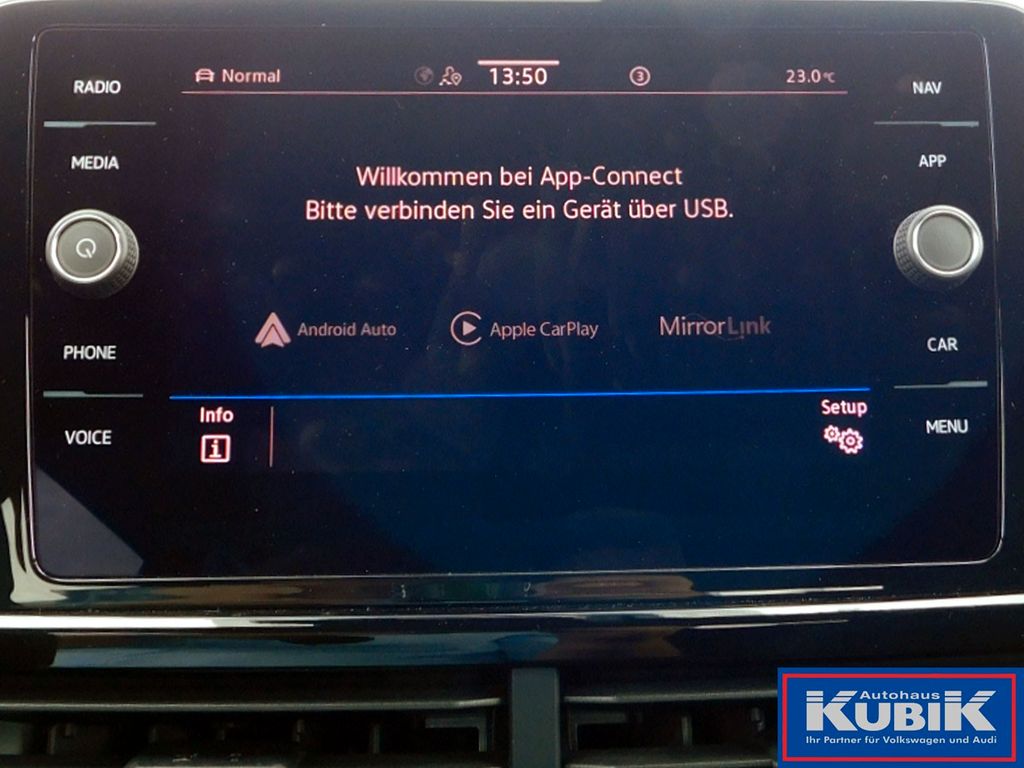 RADIO
MEDIA
PHONE
VOICE
Normal
13:50
3
23.0°C
Willkommen bei App-Connect
Bitte verbinden Sie ein Gerät über USB.
Android Auto
Apple CarPlay
MirrorLink
Info
i
Setup
NAV
APP
CAR
MENU
Autohaus
KUBIK
Ihr Partner für Volkswagen und Audi